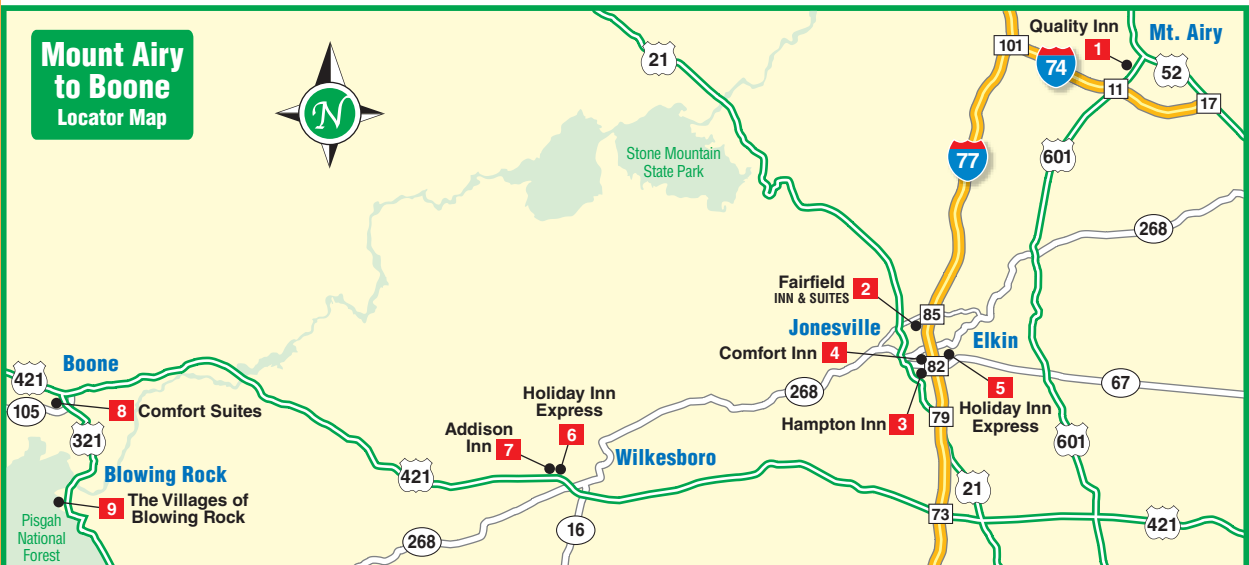 Mount Airy
to Boone
Locator Map
N
21
101
74
Quality Inn
1
Mt. Airy
52
11
17
77
601
Stone Mountain
State Park
268
Fairfield
INN & SUITES
2
85
Jonesville
Elkin
Comfort Inn 4
82
5
Holiday Inn
Express
67
268
Hampton Inn 3
79
601
Boone
421
105
8 Comfort Suites
321
Holiday Inn
Express
6
Addison
Inn 7
Wilkesboro
421
Blowing Rock
9 The Villages of
Blowing Rock
Pisgah
National
Forest
268
16
21
73
421